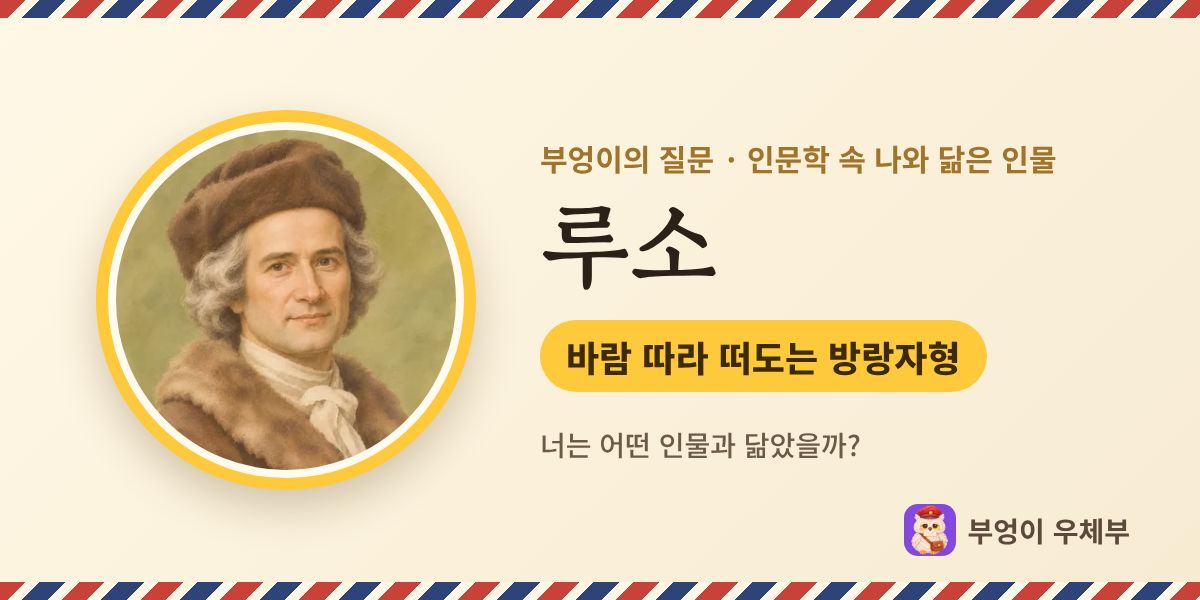 부엉이의 질문 · 인문학 속 나와 닮은 인물
루소
바람 따라 떠도는 방랑자형
너는 어떤 인물과 닮았을까?
부엉이 우체부